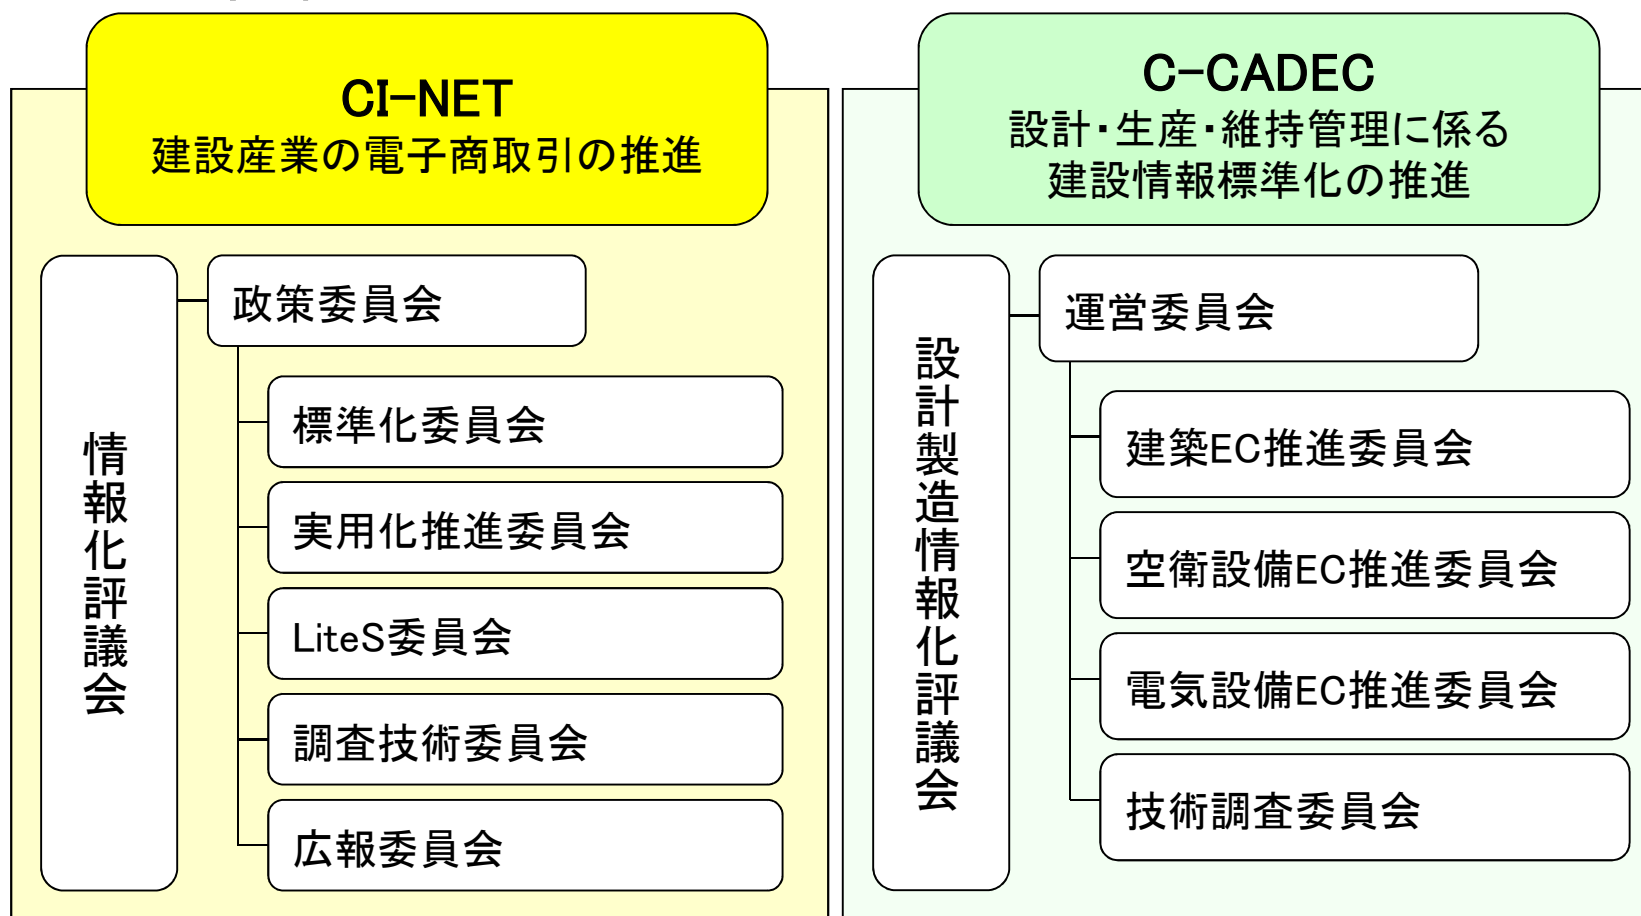 CI-NET
建設産業の電子商取引の推進
情報化評議会
政策委員会
標準化委員会
実用化推進委員会
LiteS委員会
調査技術委員会
広報委員会
C-CADEC
設計・生産・維持管理に係る
建設情報標準化の推進
設計製造情報化評議会
運営委員会
建築EC推進委員会
空衛設備EC推進委員会
電気設備EC推進委員会
技術調査委員会